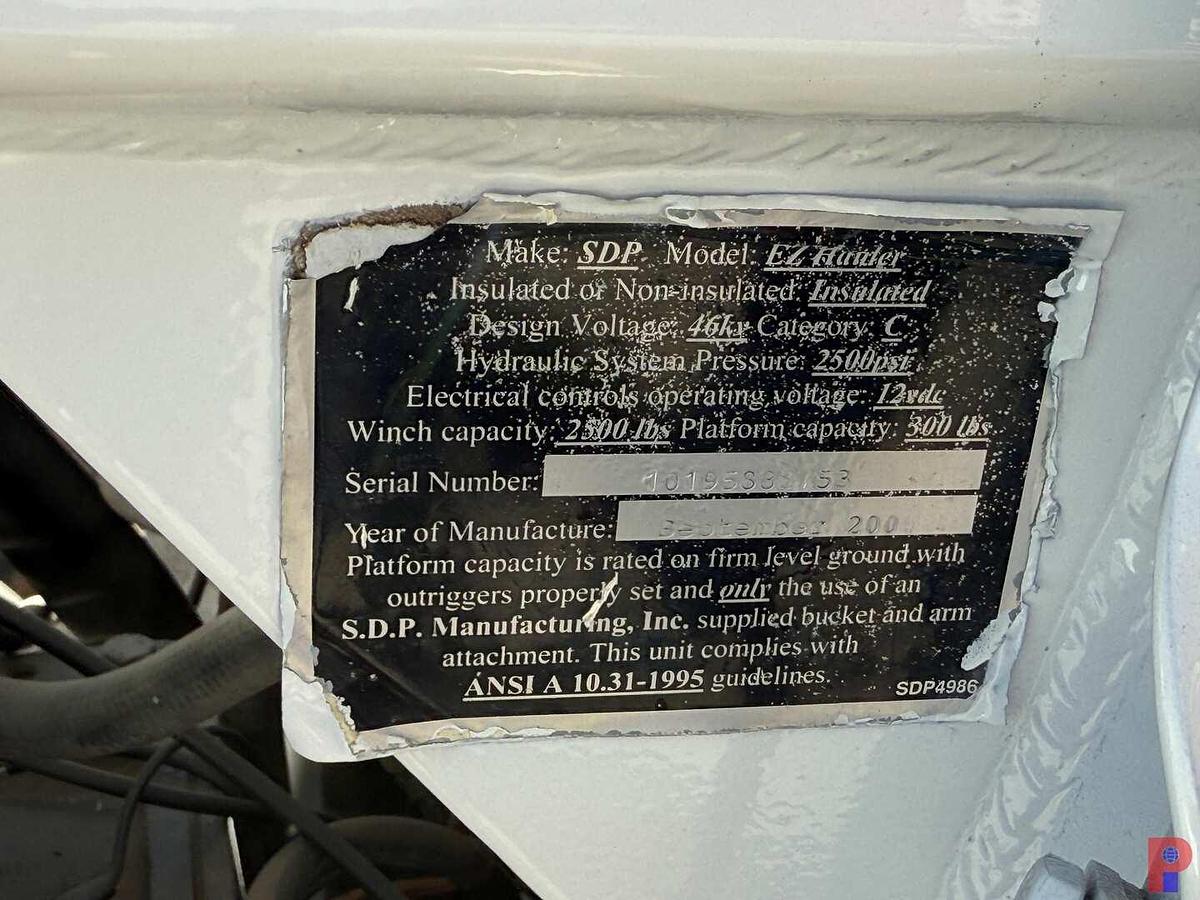 Make: SDP Model: EZ Hauler
Insulated or Non-insulated: Insulated
Design Voltage: 46kv Category: C
Hydraulic System Pressure: 2500psi
Electrical controls operating voltage: 12vdc
Winch capacity: 2500 lbs Platform capacity: 300 lbs
Serial Number:
Year of Manufacture: September
Platform capacity is rated on firm level ground with
outriggers properly set and only the use of an
S.D.P. Manufacturing, Inc. supplied bucket and arm
attachment. This unit complies with
ANSI A 10.31-1995 guidelines.
SDP4986